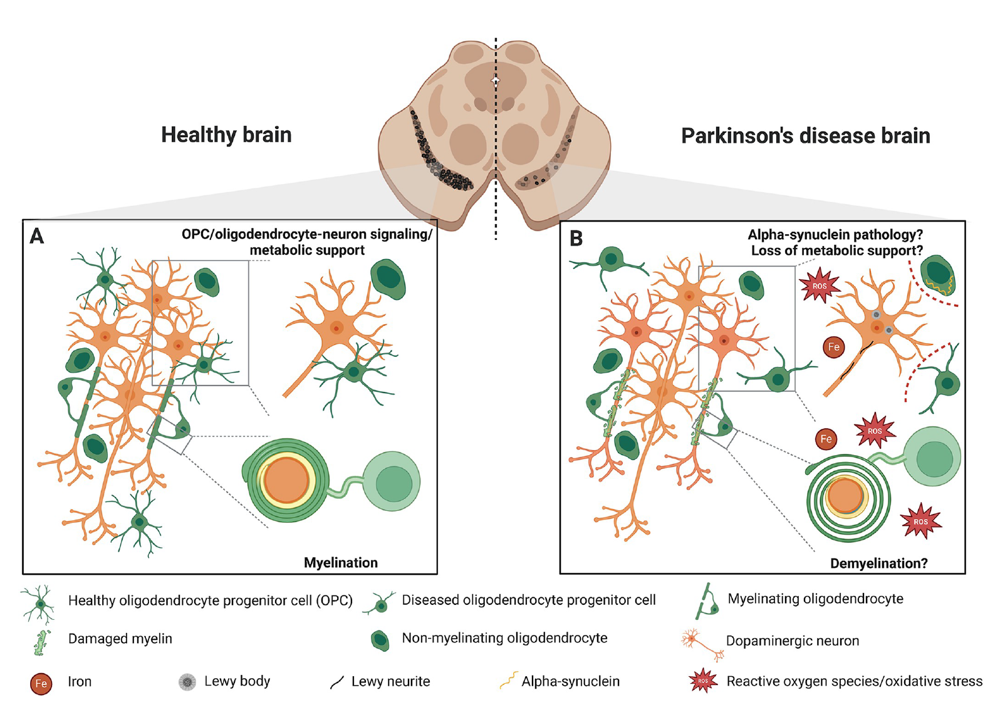 Healthy brain
Parkinson's disease brain
A
OPC/oligodendrocyte-neuron signaling/
metabolic support
Myelination
B
Alpha-synuclein pathology?
Loss of metabolic support?
ROS
Fe
Fe
ROS
ROS
Demyelination?
Healthy oligodendrocyte progenitor cell (OPC)
Diseased oligodendrocyte progenitor cell
Myelinating oligodendrocyte
Damaged myelin
Non-myelinating oligodendrocyte
Dopaminergic neuron
Fe
Iron
Lewy body
Lewy neurite
Alpha-synuclein
ROS
Reactive oxygen species/oxidative stress